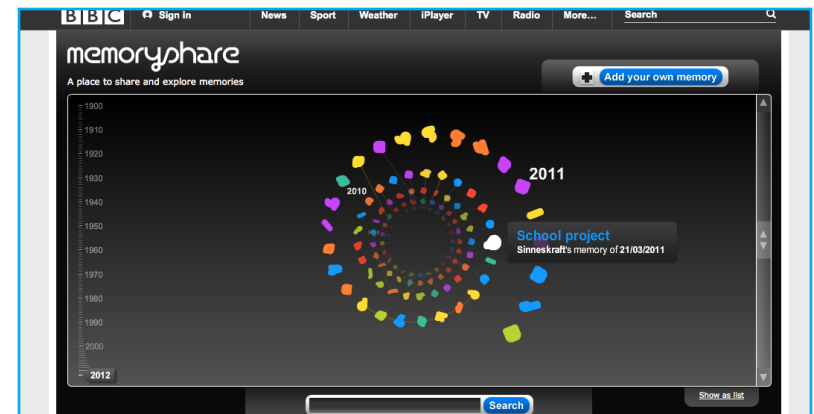 BBC Sign in News Sport Weather iPlayer TV Radio More... Search
memoryshare
A place to share and explore memories
Add your own memory
1900
1910
1920
1930
1940
1950
1960
1970
1980
1990
2000
2012
2011
2010
School project
Sinneskraft's memory of 21/03/2011
Show as list
Search